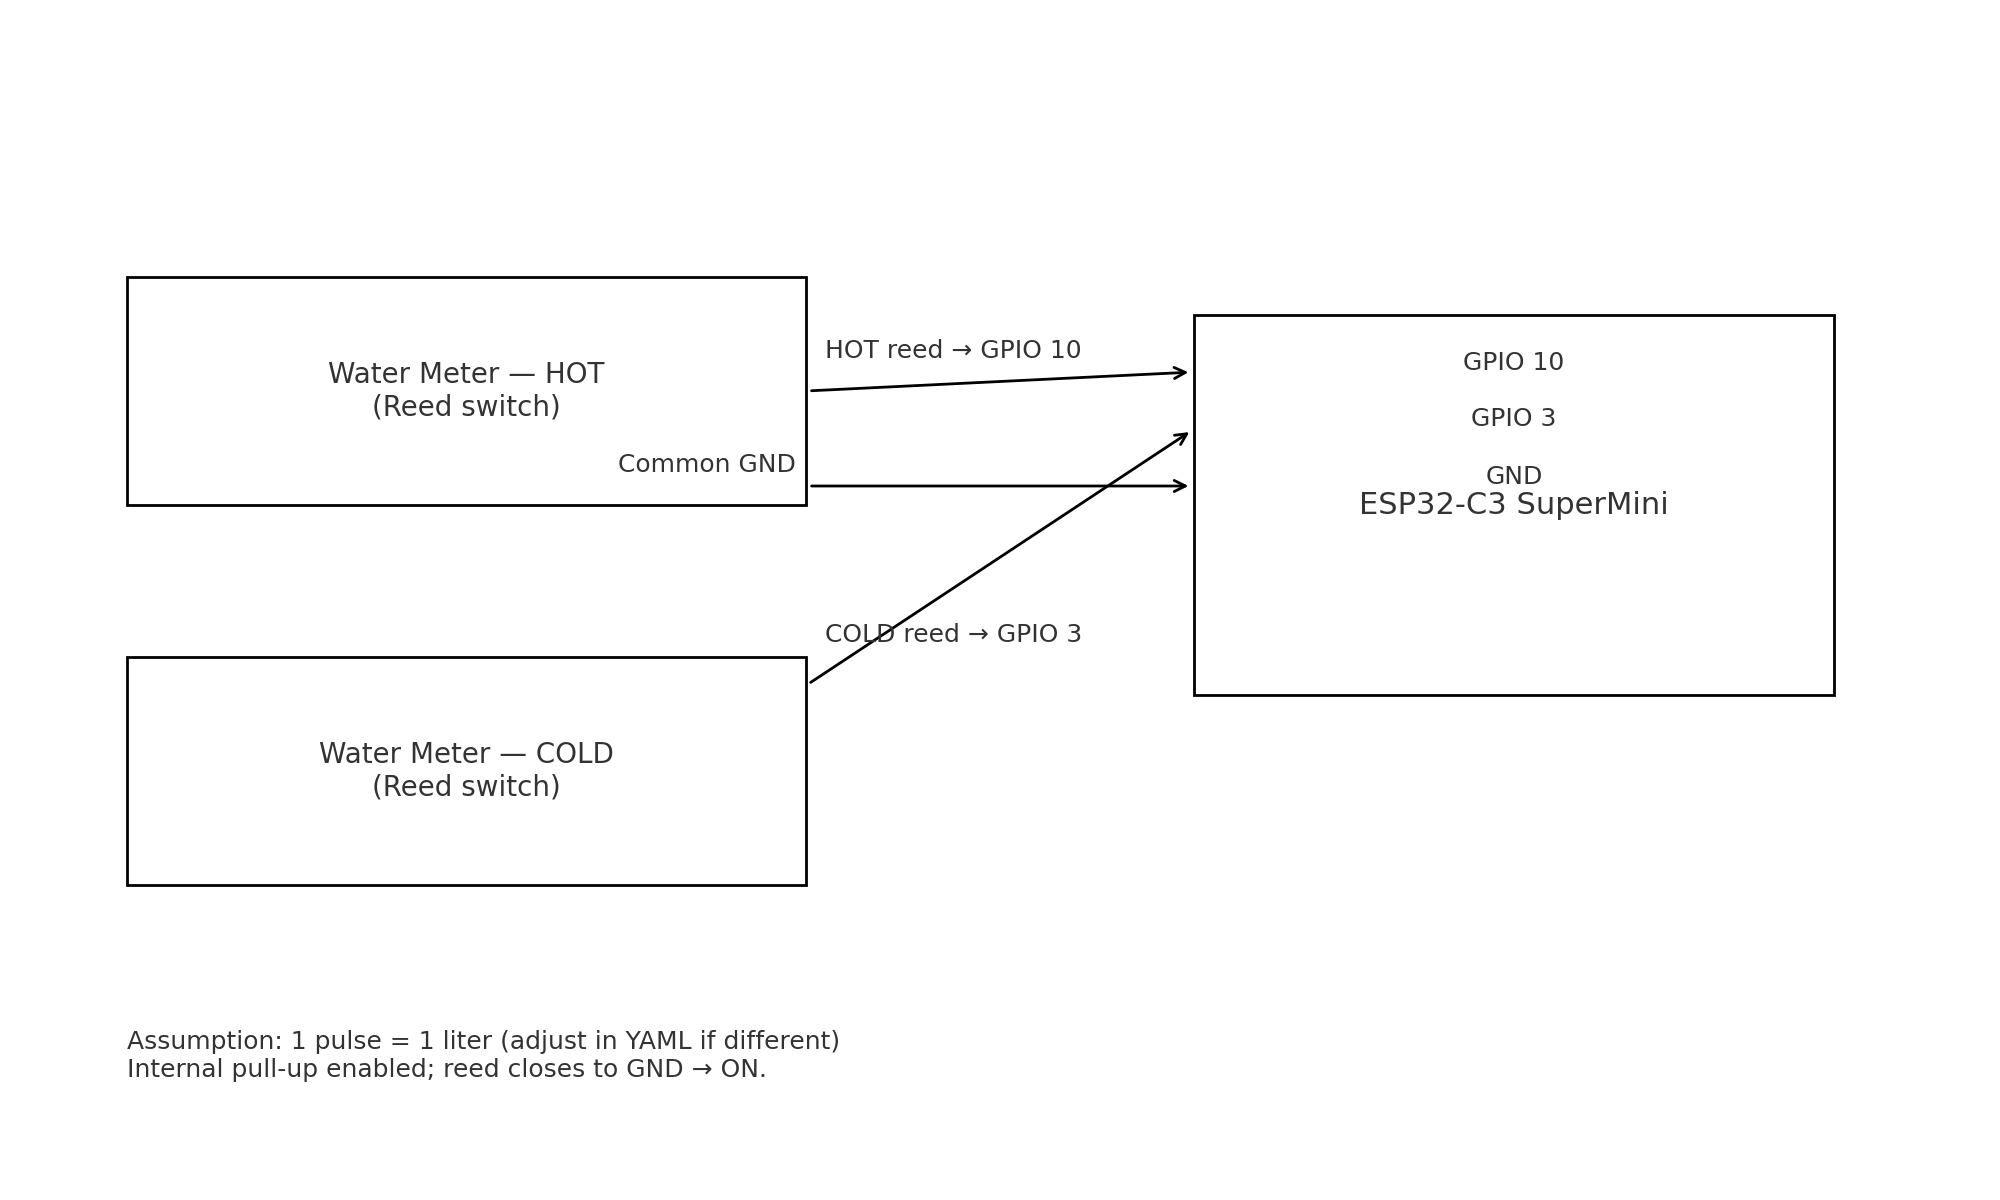 HOT reed → GPIO 10
GPIO 10
Water Meter — HOT
(Reed switch)
GPIO 3
Common GND
GND
ESP32-C3 SuperMini
COLD reed → GPIO 3
Water Meter — COLD
(Reed switch)
Assumption: 1 pulse = 1 liter (adjust in YAML if different)
Internal pull-up enabled; reed closes to GND → ON.